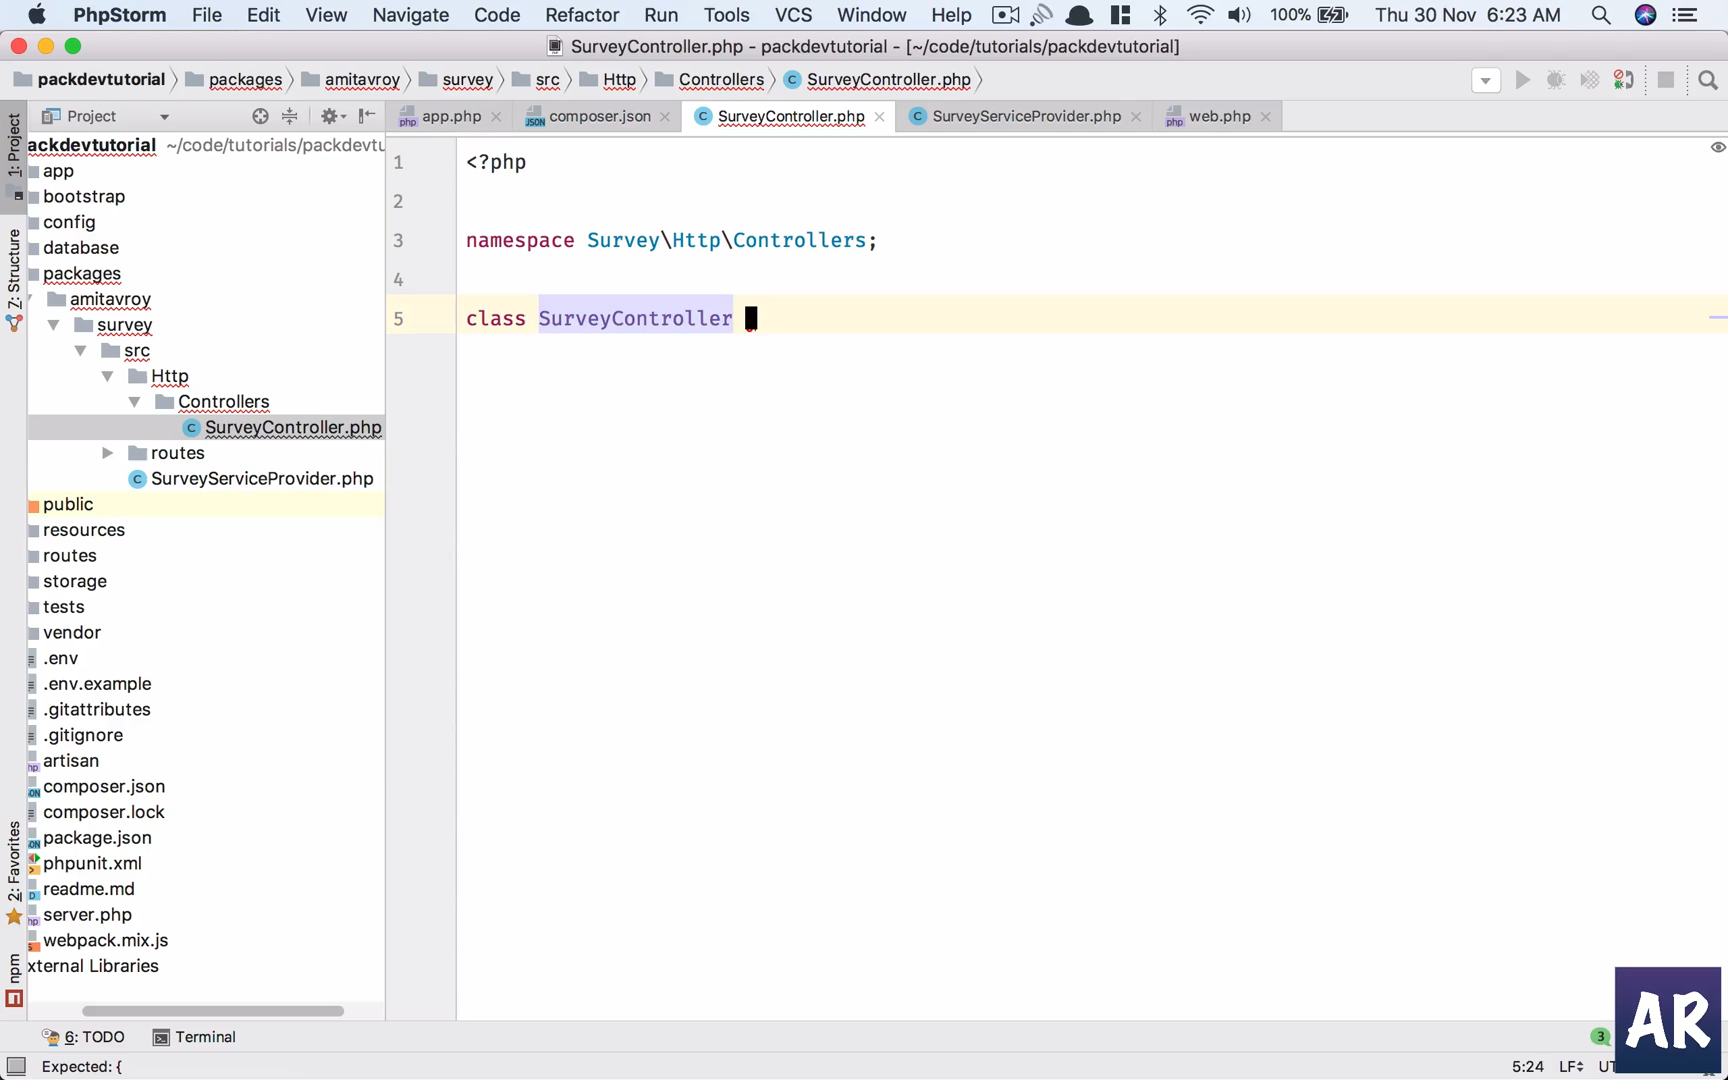 PhpStorm File Edit View Navigate Code Refactor Run Tools VCS Window Help 100% Thu 30 Nov 6:23 AM
SurveyController.php - packdevtutorial - [~/code/tutorials/packdevtutorial]
packdevtutorial packages amitavroy survey src Http Controllers SurveyController.php
1: Project
Project
app.php composer.json SurveyController.php SurveyServiceProvider.php web.php
ackdevtutorial ~/code/tutorials/packdevtu
app
bootstrap
config
database
packages
amitavroy
survey
src
Http
Controllers
SurveyController.php
routes
SurveyServiceProvider.php
public
resources
routes
storage
tests
vendor
.env
.env.example
.gitattributes
.gitignore
artisan
composer.json
composer.lock
package.json
phpunit.xml
readme.md
server.php
webpack.mix.js
xternal Libraries
7: Structure
2: Favorites
npm
1 <?php
2
3 namespace Survey\Http\Controllers;
4
5 class SurveyController
6: TODO Terminal
3
Expected: {
5:24 LF
AR